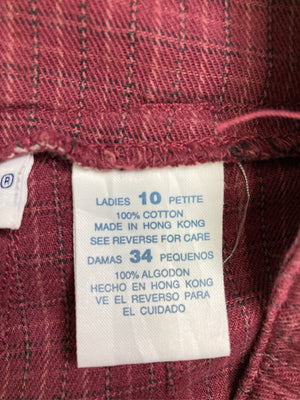 LADIES 10 PETITE
100% COTTON
MADE IN HONG KONG
SEE REVERSE FOR CARE
DAMAS 34 PEQUENOS
100% ALGODON
HECHO EN HONG KONG
VE EL REVERSO PARA
EL CUIDADO
®